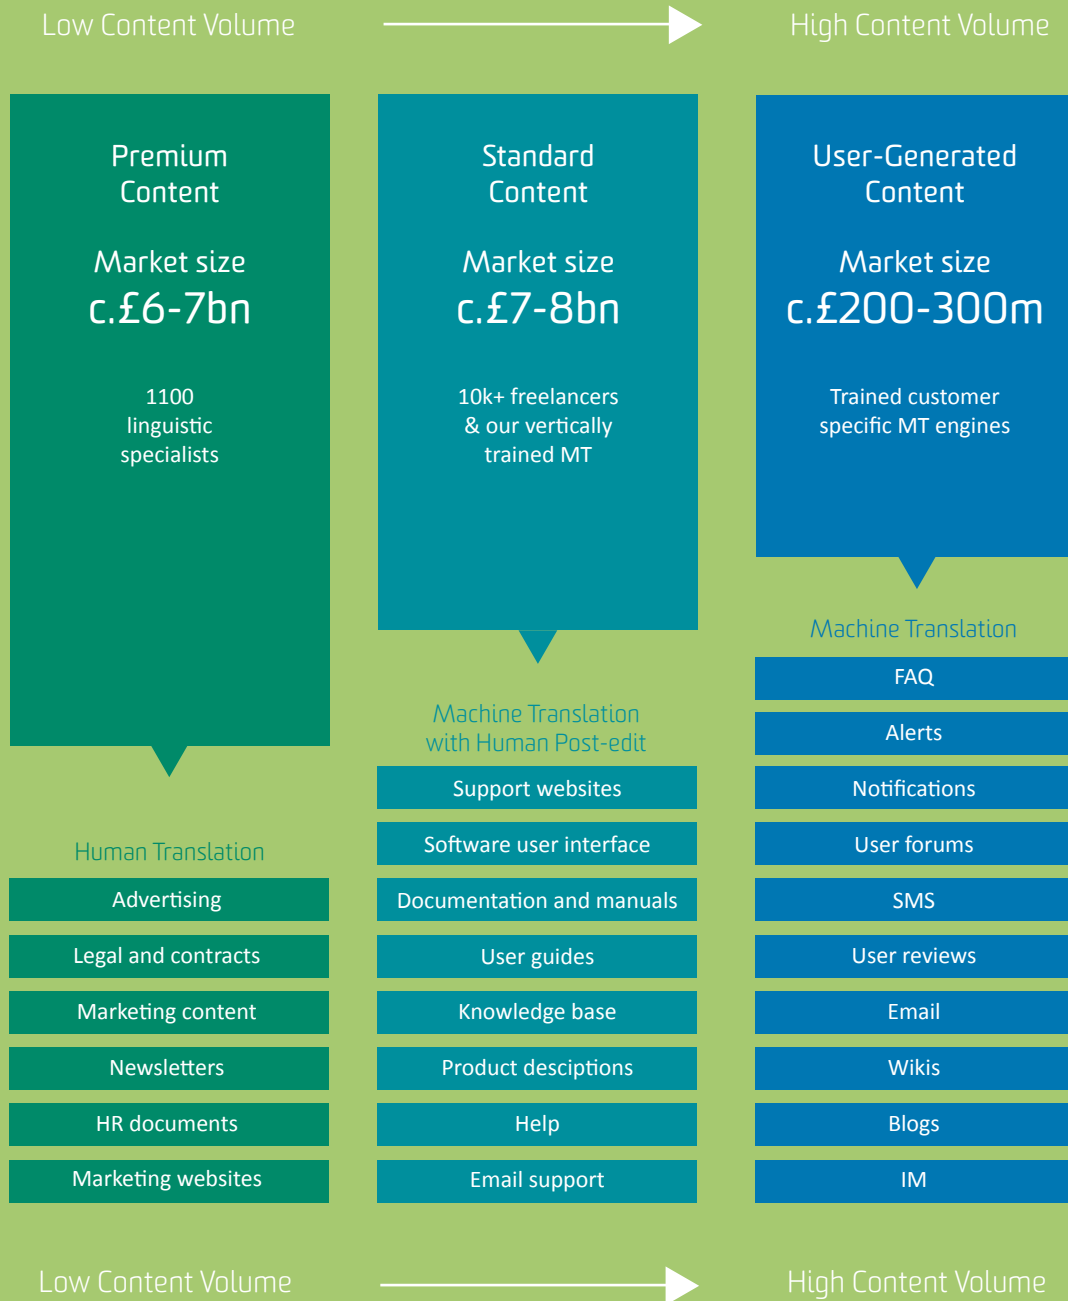 Low Content Volume
High Content Volume
Premium
Content
Market size
c.£6-7bn
1100
linguistic
specialists
Human Translation
Advertising
Legal and contracts
Marketing content
Newsletters
HR documents
Marketing websites
Standard
Content
Market size
c.£7-8bn
10k+ freelancers
& our vertically
trained MT
Machine Translation
with Human Post-edit
Support websites
Software user interface
Documentation and manuals
User guides
Knowledge base
Product desciptions
Help
Email support
User-Generated
Content
Market size
c.£200-300m
Trained customer
specific MT engines
Machine Translation
FAQ
Alerts
Notifications
User forums
SMS
User reviews
Email
Wikis
Blogs
IM
Low Content Volume
High Content Volume